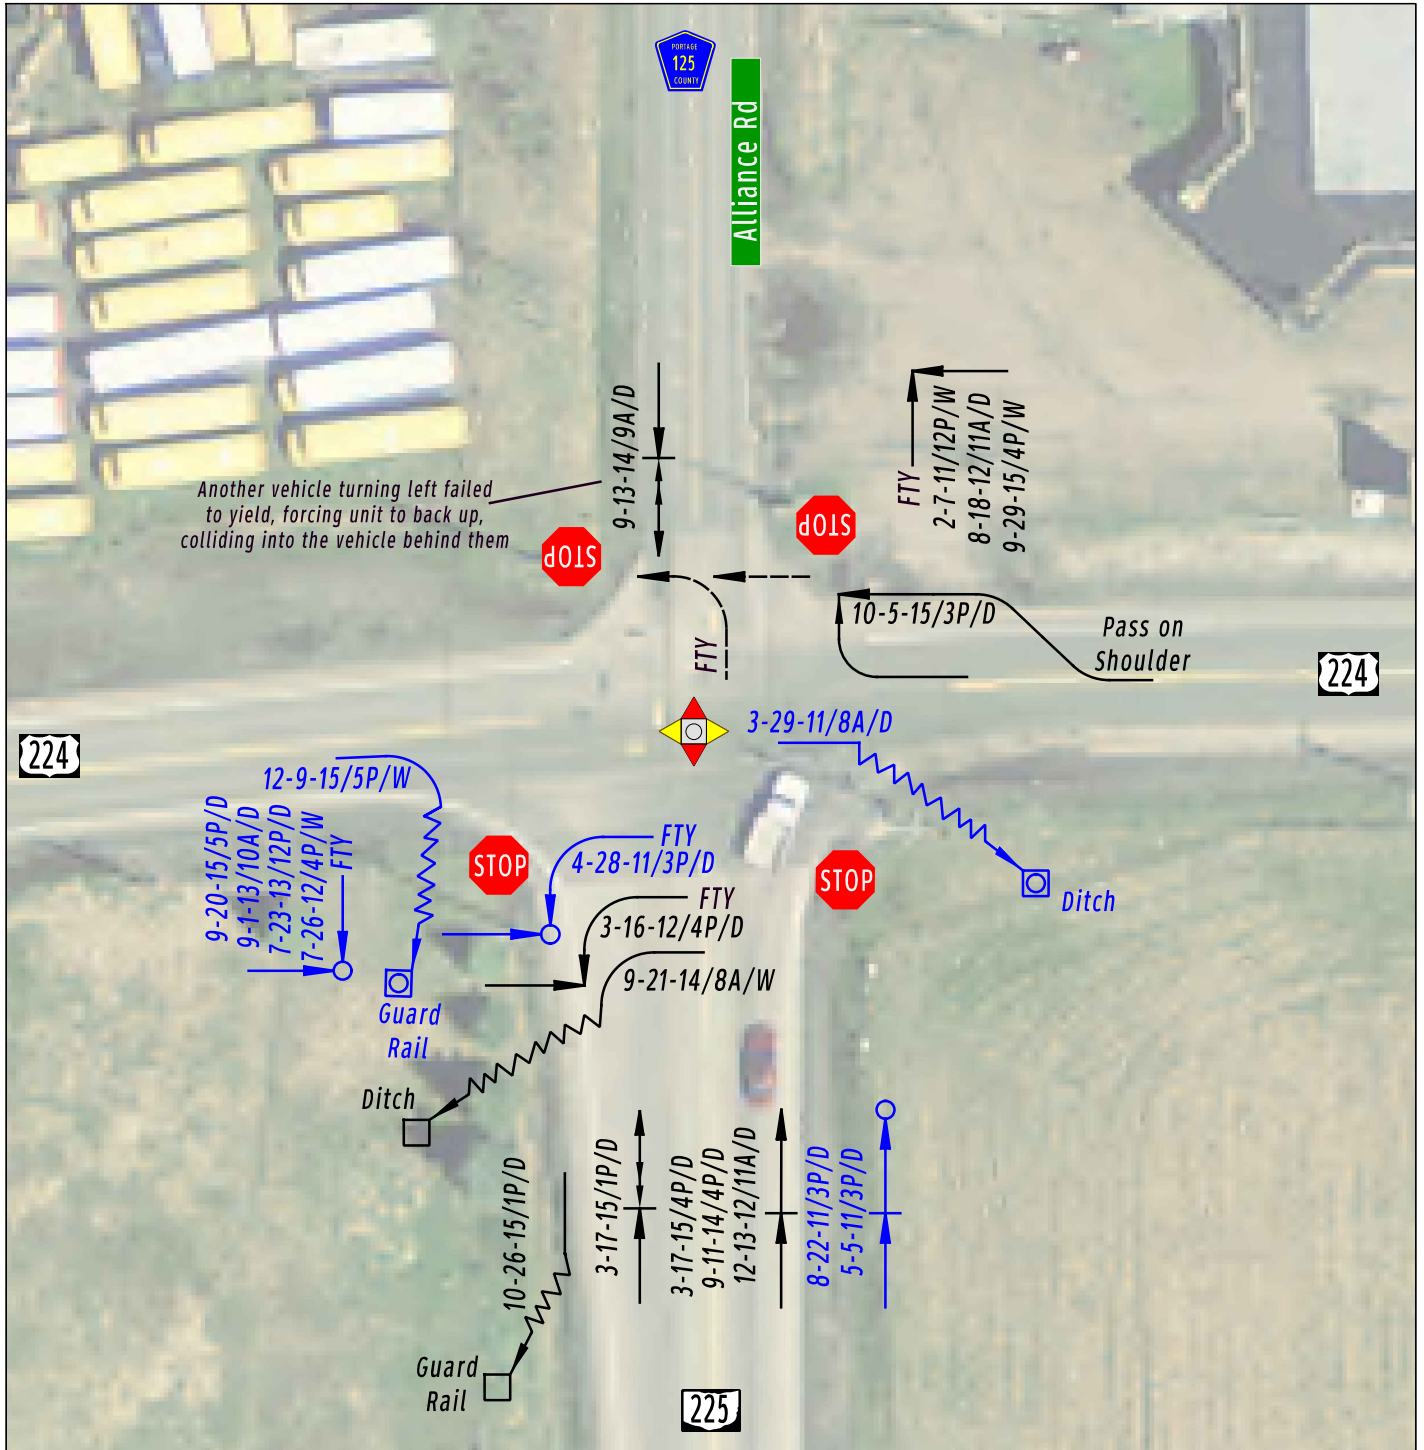 PORTAGE
125
COUNTY
Alliance Rd
9-13-14/9A/D
FTY
2-7-11/12P/W
8-18-12/11A/D
9-29-15/4P/W
Another vehicle turning left failed
to yield, forcing unit to back up,
colliding into the vehicle behind them
STOP
STOP
10-5-15/3P/D
Pass on
Shoulder
FTY
224
224
3-29-11/8A/D
Ditch
12-9-15/5P/W
9-20-15/5P/D
9-1-13/10A/D
7-23-13/12P/D
7-26-12/4P/W
FTY
STOP
FTY
4-28-11/3P/D
STOP
FTY
3-16-12/4P/D
9-21-14/8A/W
Guard
Rail
Ditch
10-26-15/1P/D
3-17-15/1P/D
3-17-15/4P/D
9-11-14/4P/D
12-13-12/11A/D
8-22-11/3P/D
5-5-11/3P/D
Guard
Rail
225